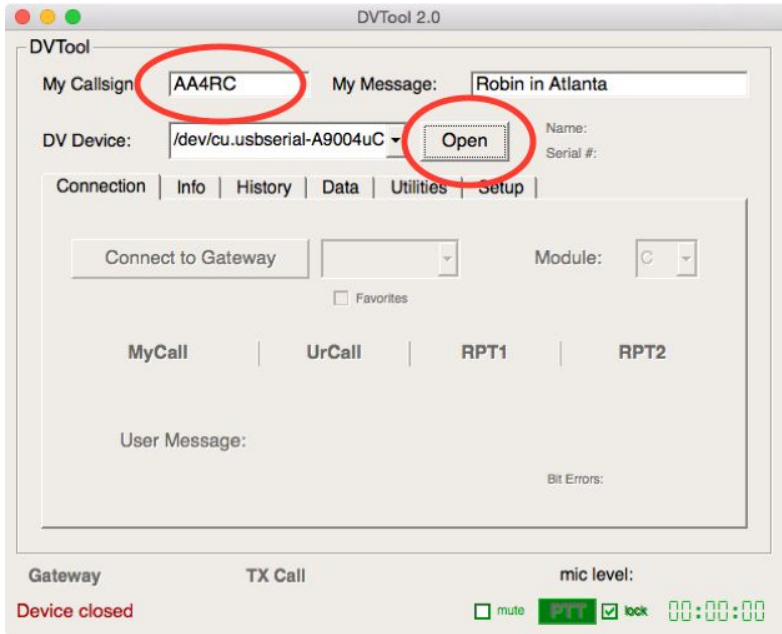 DVTool 2.0
DVTool
My Callsign AA4RC My Message: Robin in Atlanta
DV Device: /dev/cu.usbserial-A9004uC Open Name:
Serial #:
Connection Info History Data Utilities Setup
Connect to Gateway Module: C
Favorites
MyCall UrCall RPT1 RPT2
User Message:
Bit Errors:
Gateway TX Call mic level:
Device closed mute PTT lock 00:00:00